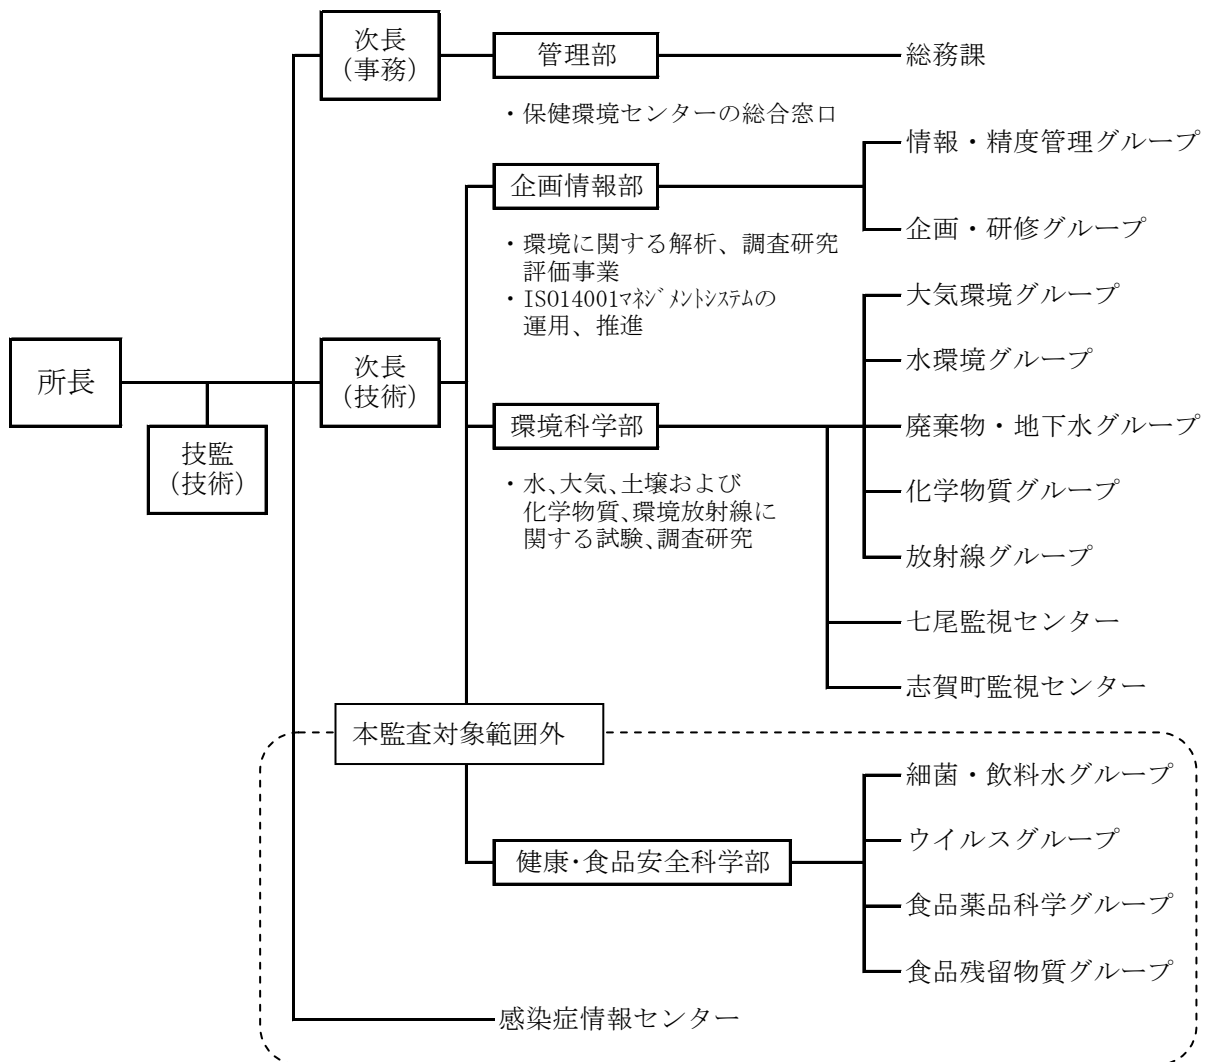 次長
(事務)
管理部
総務課
・保健環境センターの総合窓口
情報・精度管理グループ
企画情報部
企画・研修グループ
・環境に関する解析、調査研究
評価事業
・ISO14001ﾏﾈｼﾞﾒﾝﾄｼｽﾃﾑの
運用、推進
大気環境グループ
水環境グループ
所長
次長
(技術)
技監
(技術)
環境科学部
廃棄物・地下水グループ
・水、大気、土壌および
化学物質、環境放射線に
関する試験、調査研究
化学物質グループ
放射線グループ
七尾監視センター
志賀町監視センター
本監査対象範囲外
細菌・飲料水グループ
ウイルスグループ
健康・食品安全科学部
食品薬品科学グループ
食品残留物質グループ
感染症情報センター